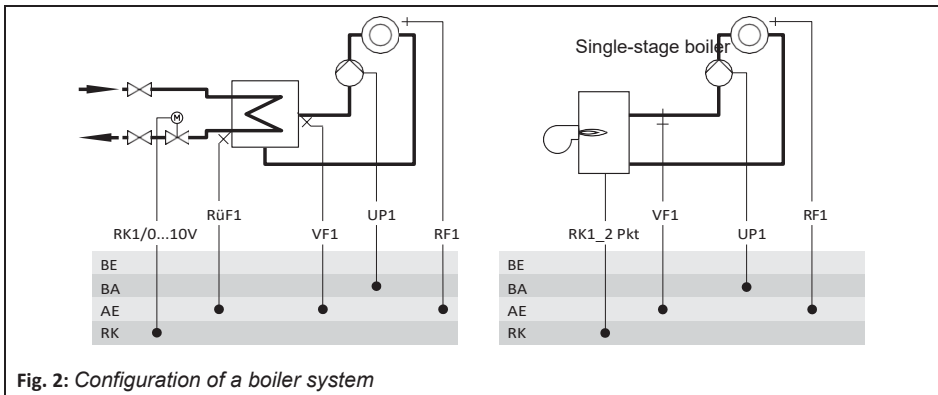 Single-stage boiler
M
RüF1
UP1
RK1/0...10V
VF1
RF1
BE
BA
AE
RK
VF1
RF1
RK1_2 Pkt
UP1
BE
BA
AE
RK
Fig. 2: Configuration of a boiler system